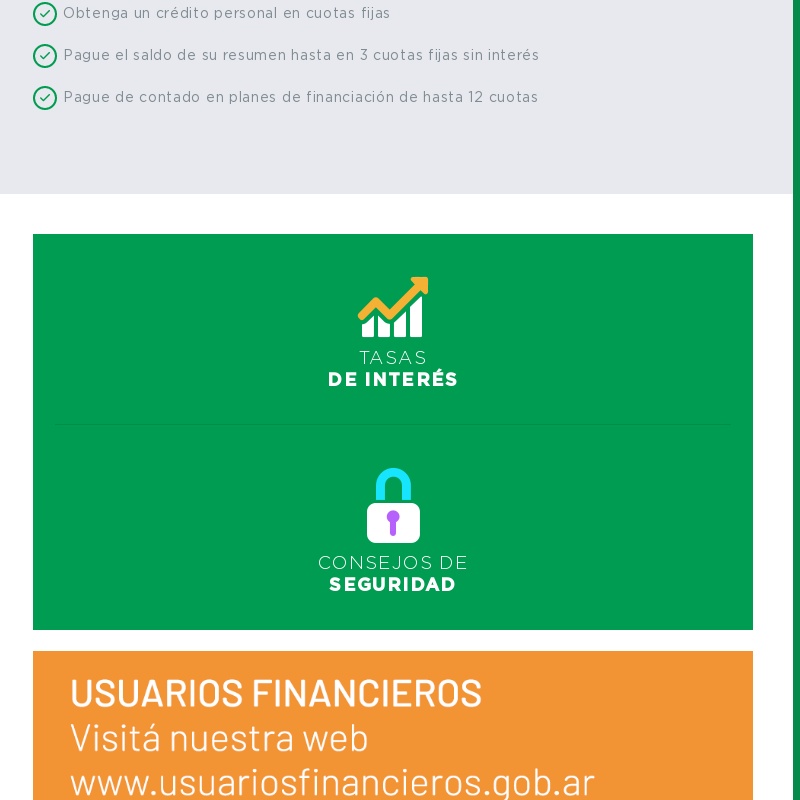 Obtenga un crédito personal en cuotas fijas
Pague el saldo de su resumen hasta en 3 cuotas fijas sin interés
Pague de contado en planes de financiación de hasta 12 cuotas
TASAS
DE INTERÉS
CONSEJOS DE
SEGURIDAD
USUARIOS FINANCIEROS
Visitá nuestra web
www.usuariosfinancieros.gob.ar